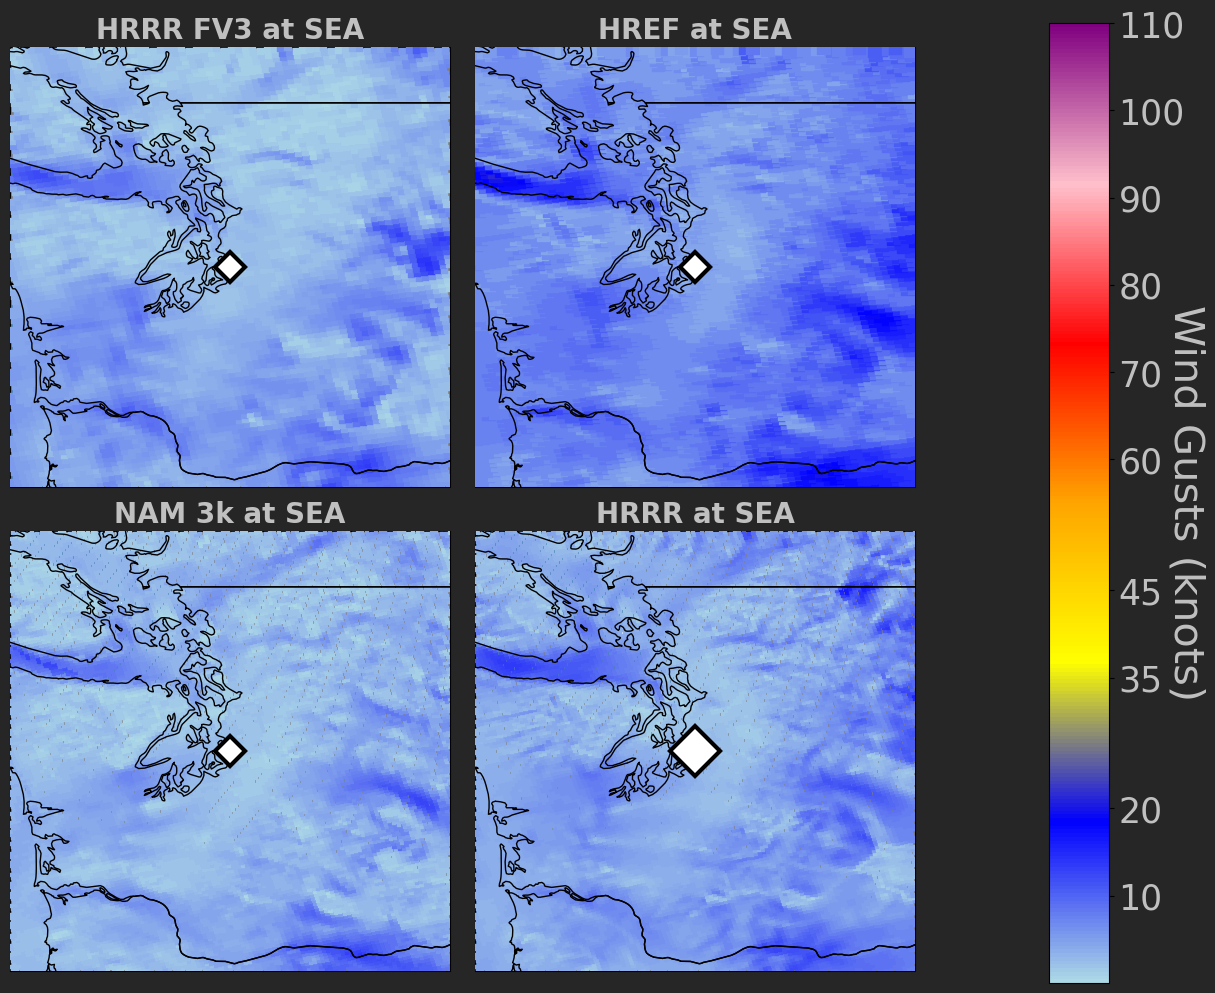 HRRR FV3 at SEA
HREF at SEA
NAM 3k at SEA
HRRR at SEA
110
100
90
80
70
60
45
35
20
10
Wind Gusts (knots)